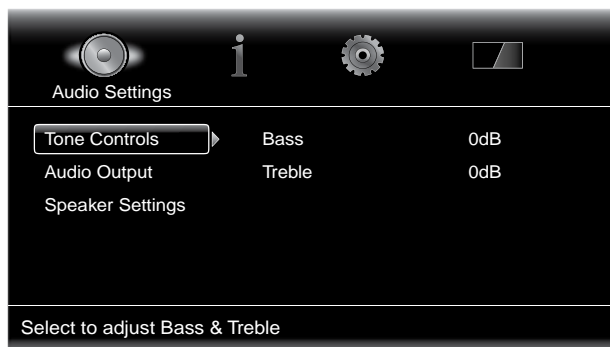 Audio Settings
Tone Controls Bass 0dB
Audio Output Treble 0dB
Speaker Settings
Select to adjust Bass & Treble